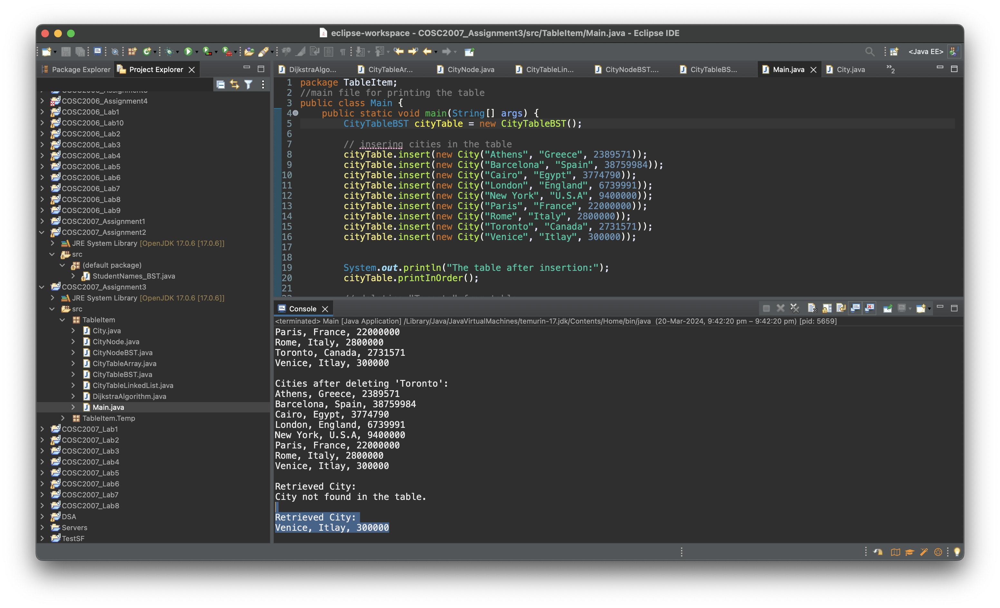 eclipse-workspace - COSC2007_Assignment3/src/TableItem/Main.java - Eclipse IDE
<Java EE>
Package Explorer
Project Explorer
DijkstraAlgo...
CityTableAr...
CityNode.java
CityTableLin...
CityNodeBST....
CityTableBS...
Main.java
City.java
»2
COSC2006_Assignment4
COSC2006_Lab1
COSC2006_Lab10
COSC2006_Lab2
COSC2006_Lab3
COSC2006_Lab4
COSC2006_Lab5
COSC2006_Lab6
COSC2006_Lab7
COSC2006_Lab8
COSC2006_Lab9
COSC2007_Assignment1
COSC2007_Assignment2
JRE System Library [OpenJDK 17.0.6 [17.0.6]]
src
(default package)
StudentNames_BST.java
COSC2007_Assignment3
JRE System Library [OpenJDK 17.0.6 [17.0.6]]
src
TableItem
City.java
CityNode.java
CityNodeBST.java
CityTableArray.java
CityTableBST.java
CityTableLinkedList.java
DijkstraAlgorithm.java
Main.java
TableItem.Temp
COSC2007_Lab1
COSC2007_Lab2
COSC2007_Lab3
COSC2007_Lab4
COSC2007_Lab5
COSC2007_Lab6
COSC2007_Lab7
COSC2007_Lab8
DSA
Servers
TestSF
1 package TableItem;
2 //main file for printing the table
3 public class Main {
4 public static void main(String[] args) {
5 CityTableBST cityTable = new CityTableBST();
6
7 // insering cities in the table
8 cityTable.insert(new City("Athens", "Greece", 2389571));
9 cityTable.insert(new City("Barcelona", "Spain", 38759984));
10 cityTable.insert(new City("Cairo", "Egypt", 3774790));
11 cityTable.insert(new City("London", "England", 6739991));
12 cityTable.insert(new City("New York", "U.S.A", 9400000));
13 cityTable.insert(new City("Paris", "France", 22000000));
14 cityTable.insert(new City("Rome", "Italy", 2800000));
15 cityTable.insert(new City("Toronto", "Canada", 2731571));
16 cityTable.insert(new City("Venice", "Itlay", 300000));
17
18
19 System.out.println("The table after insertion:");
20 cityTable.printInOrder();
21
Console
<terminated> Main [Java Application] /Library/Java/JavaVirtualMachines/temurin-17.jdk/Contents/Home/bin/java (20-Mar-2024, 9:42:20 pm – 9:42:20 pm) [pid: 5659]
Paris, France, 22000000
Rome, Italy, 2800000
Toronto, Canada, 2731571
Venice, Itlay, 300000
Cities after deleting 'Toronto':
Athens, Greece, 2389571
Barcelona, Spain, 38759984
Cairo, Egypt, 3774790
London, England, 6739991
New York, U.S.A, 9400000
Paris, France, 22000000
Rome, Italy, 2800000
Venice, Itlay, 300000
Retrieved City:
City not found in the table.
Retrieved City:
Venice, Itlay, 300000